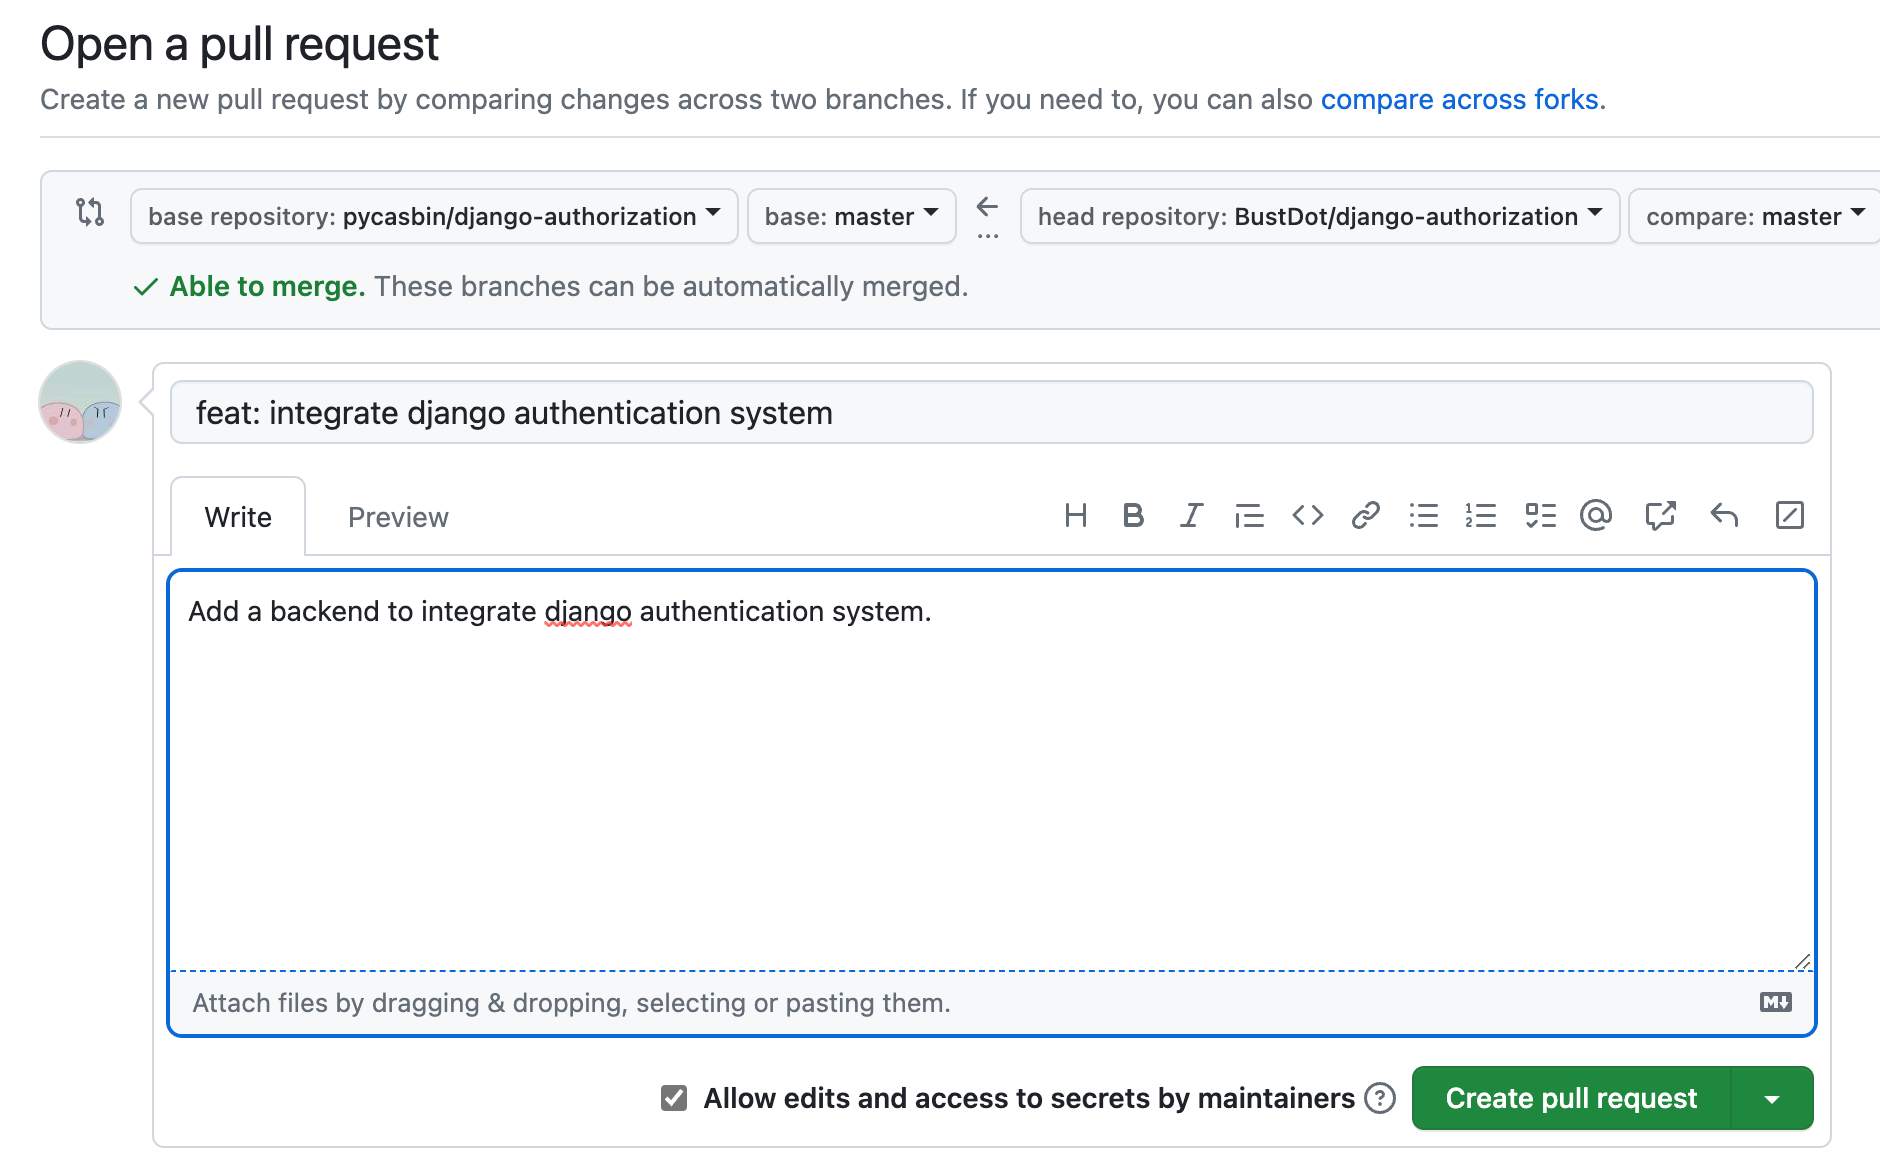 Open a pull request
Create a new pull request by comparing changes across two branches. If you need to, you can also compare across forks.
base repository: pycasbin/django-authorization base: master ... head repository: BustDot/django-authorization compare: master
Able to merge. These branches can be automatically merged.
feat: integrate django authentication system
Write Preview
Add a backend to integrate django authentication system.
Attach files by dragging & dropping, selecting or pasting them.
Allow edits and access to secrets by maintainers Create pull request